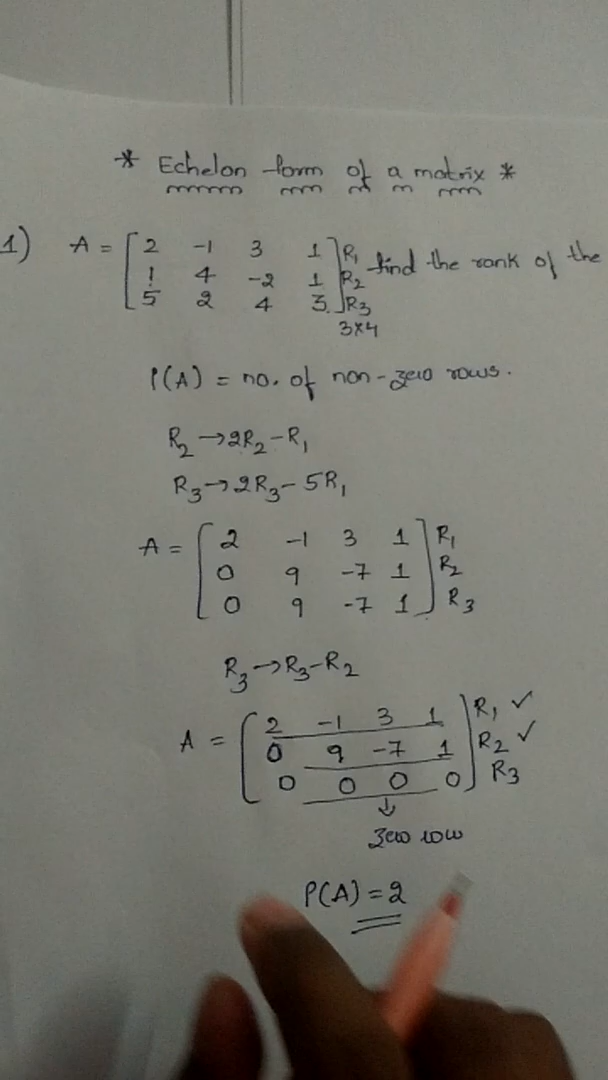 * Echelon form of a matrix *
1) A = [ 2 -1 3 1 ] R1 find the rank of the
[ 1 4 -2 1 ] R2
[ 5 2 4 3 ] R3
3×4
P(A) = no. of non-zero rows.
R2 → 2R2 - R1
R3 → 2R3 - 5R1
A = [ 2 -1 3 1 ] R1
[ 0 9 -7 1 ] R2
[ 0 9 -7 1 ] R3
R3 → R3 - R2
A = [ 2 -1 3 1 ] R1 ✓
[ 0 9 -7 1 ] R2 ✓
[ 0 0 0 0 ] R3
↓
zero row
P(A) = 2